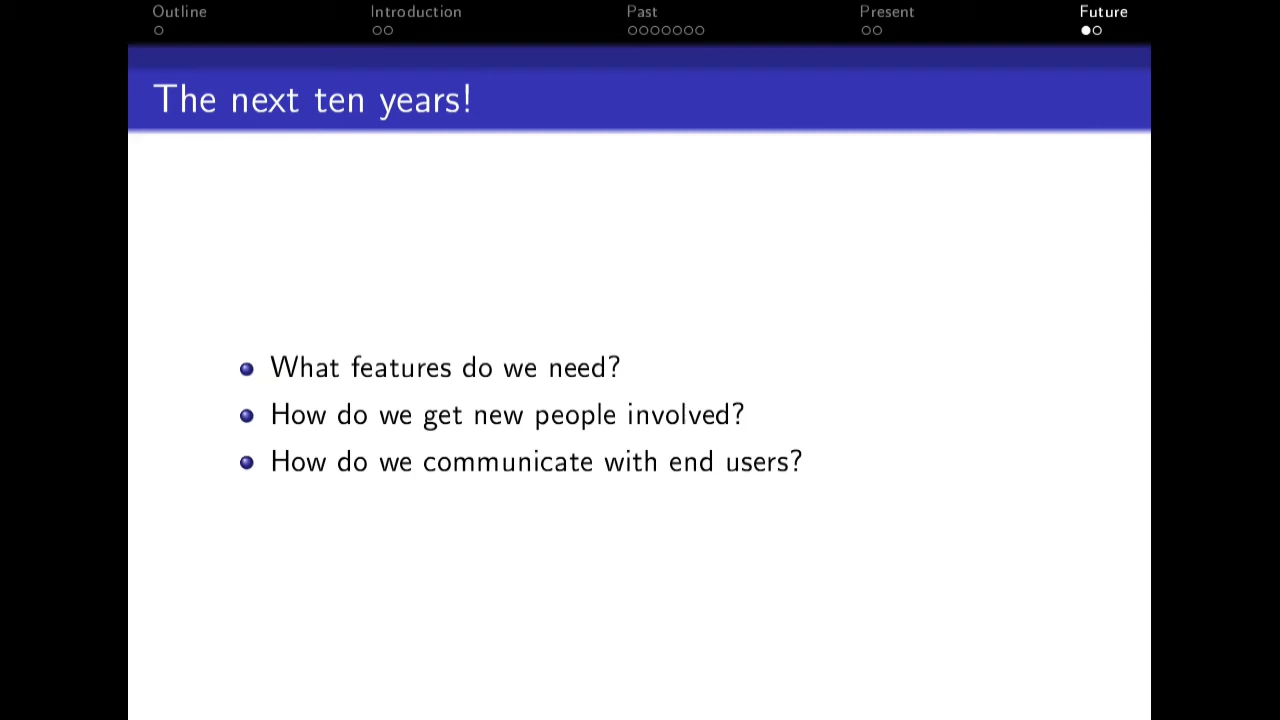 Outline Introduction Past Present Future
The next ten years!
What features do we need?
How do we get new people involved?
How do we communicate with end users?